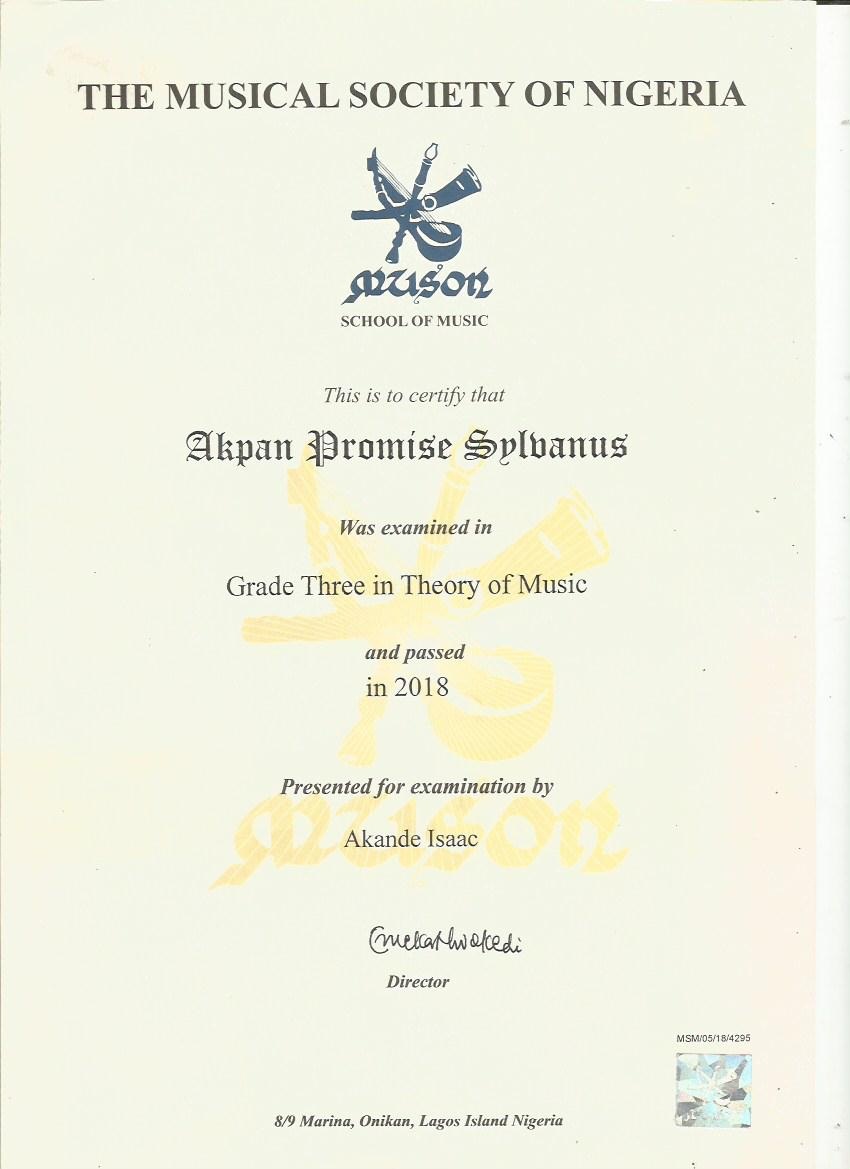 THE MUSICAL SOCIETY OF NIGERIA
MUSON
SCHOOL OF MUSIC
This is to certify that
Akpan Promise Sylvanus
Was examined in
Grade Three in Theory of Music
and passed
in 2018
Presented for examination by
MUSON
Akande Isaac
Director
MSM/05/18/4295
8/9 Marina, Onikan, Lagos Island Nigeria